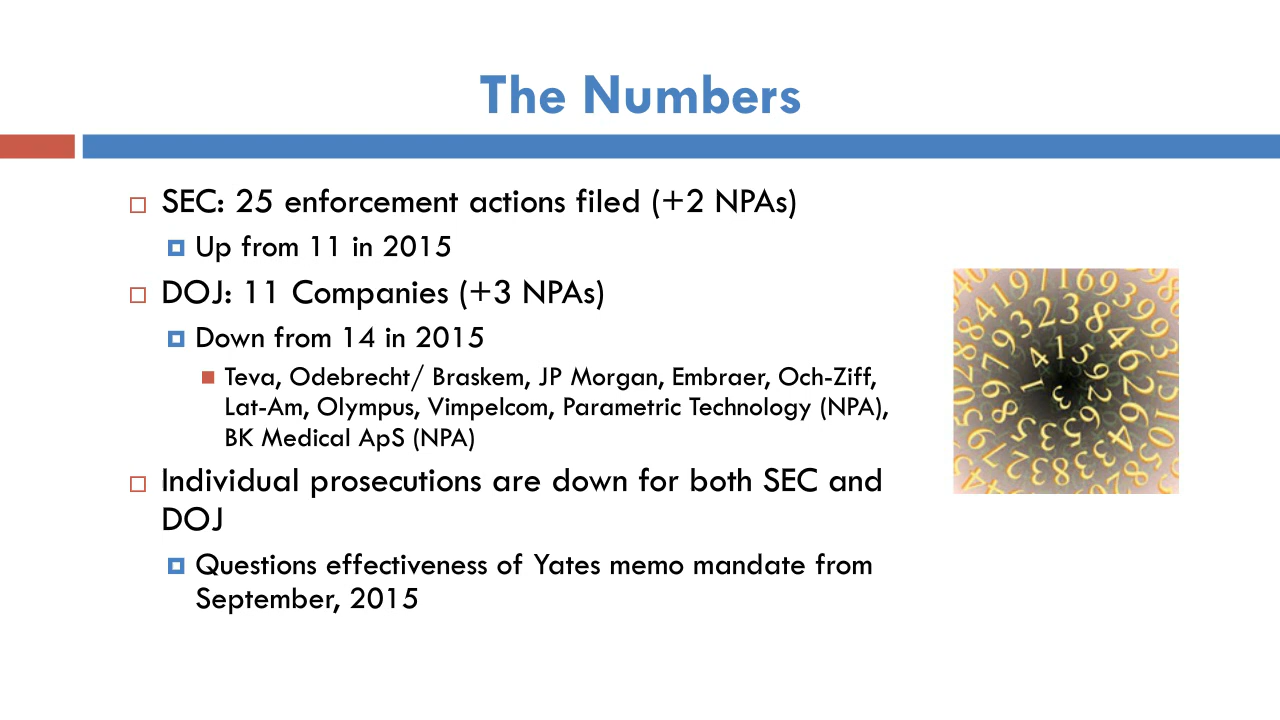 The Numbers
SEC: 25 enforcement actions filed (+2 NPAs)
Up from 11 in 2015
DOJ: 11 Companies (+3 NPAs)
Down from 14 in 2015
Teva, Odebrecht/ Braskem, JP Morgan, Embraer, Och-Ziff,
Lat-Am, Olympus, Vimpelcom, Parametric Technology (NPA),
BK Medical ApS (NPA)
Individual prosecutions are down for both SEC and
DOJ
Questions effectiveness of Yates memo mandate from
September, 2015